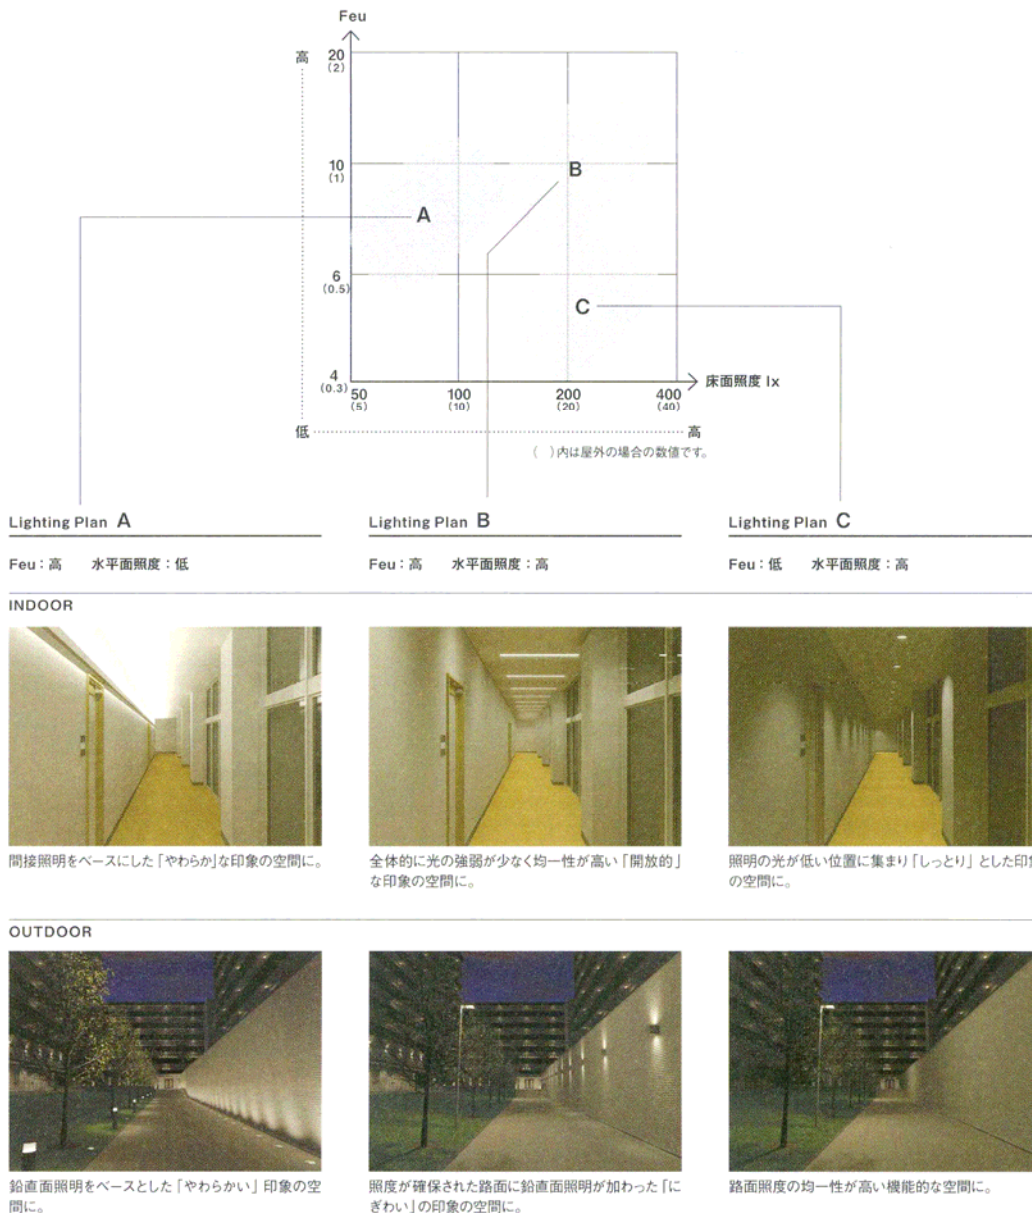 Feu
高
20
(2)
10
(1)
B
A
6
(0.5)
C
4
(0.3)
50 100 200 400
(5) (10) (20) (40)
床面照度 lx
低 高
( )内は屋外の場合の数値です。
Lighting Plan A
Feu:高 水平面照度:低
Lighting Plan B
Feu:高 水平面照度:高
Lighting Plan C
Feu:低 水平面照度:高
INDOOR
間接照明をベースにした「やわらか」な印象の空間に。
全体的に光の強弱が少なく均一性が高い「開放的」
な印象の空間に。
照明の光が低い位置に集まり「しっとり」とした印象
の空間に。
OUTDOOR
鉛直面照明をベースとした「やわらかい」印象の空
間に。
照度が確保された路面に鉛直面照明が加わった「に
ぎわい」の印象の空間に。
路面照度の均一性が高い機能的な空間に。